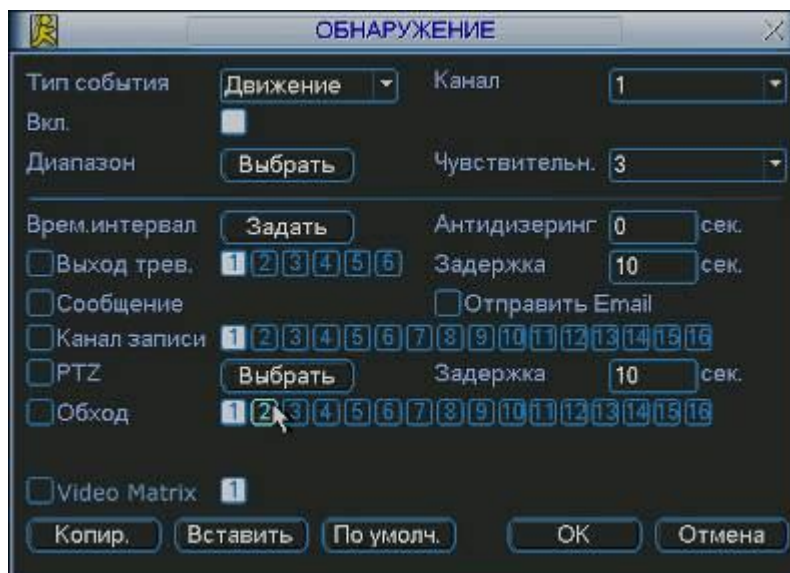 ОБНАРУЖЕНИЕ
Тип события Движение Канал 1
Вкл.
Диапазон Выбрать Чувствительн. 3
Врем.интервал Задать Антидизеринг 0 сек.
Выход трев. 1 2 3 4 5 6 Задержка 10 сек.
Сообщение Отправить Email
Канал записи 1 2 3 4 5 6 7 8 9 10 11 12 13 14 15 16
PTZ Выбрать Задержка 10 сек.
Обход 1 2 3 4 5 6 7 8 9 10 11 12 13 14 15 16
Video Matrix 1
Копир. Вставить По умолч. OK Отмена